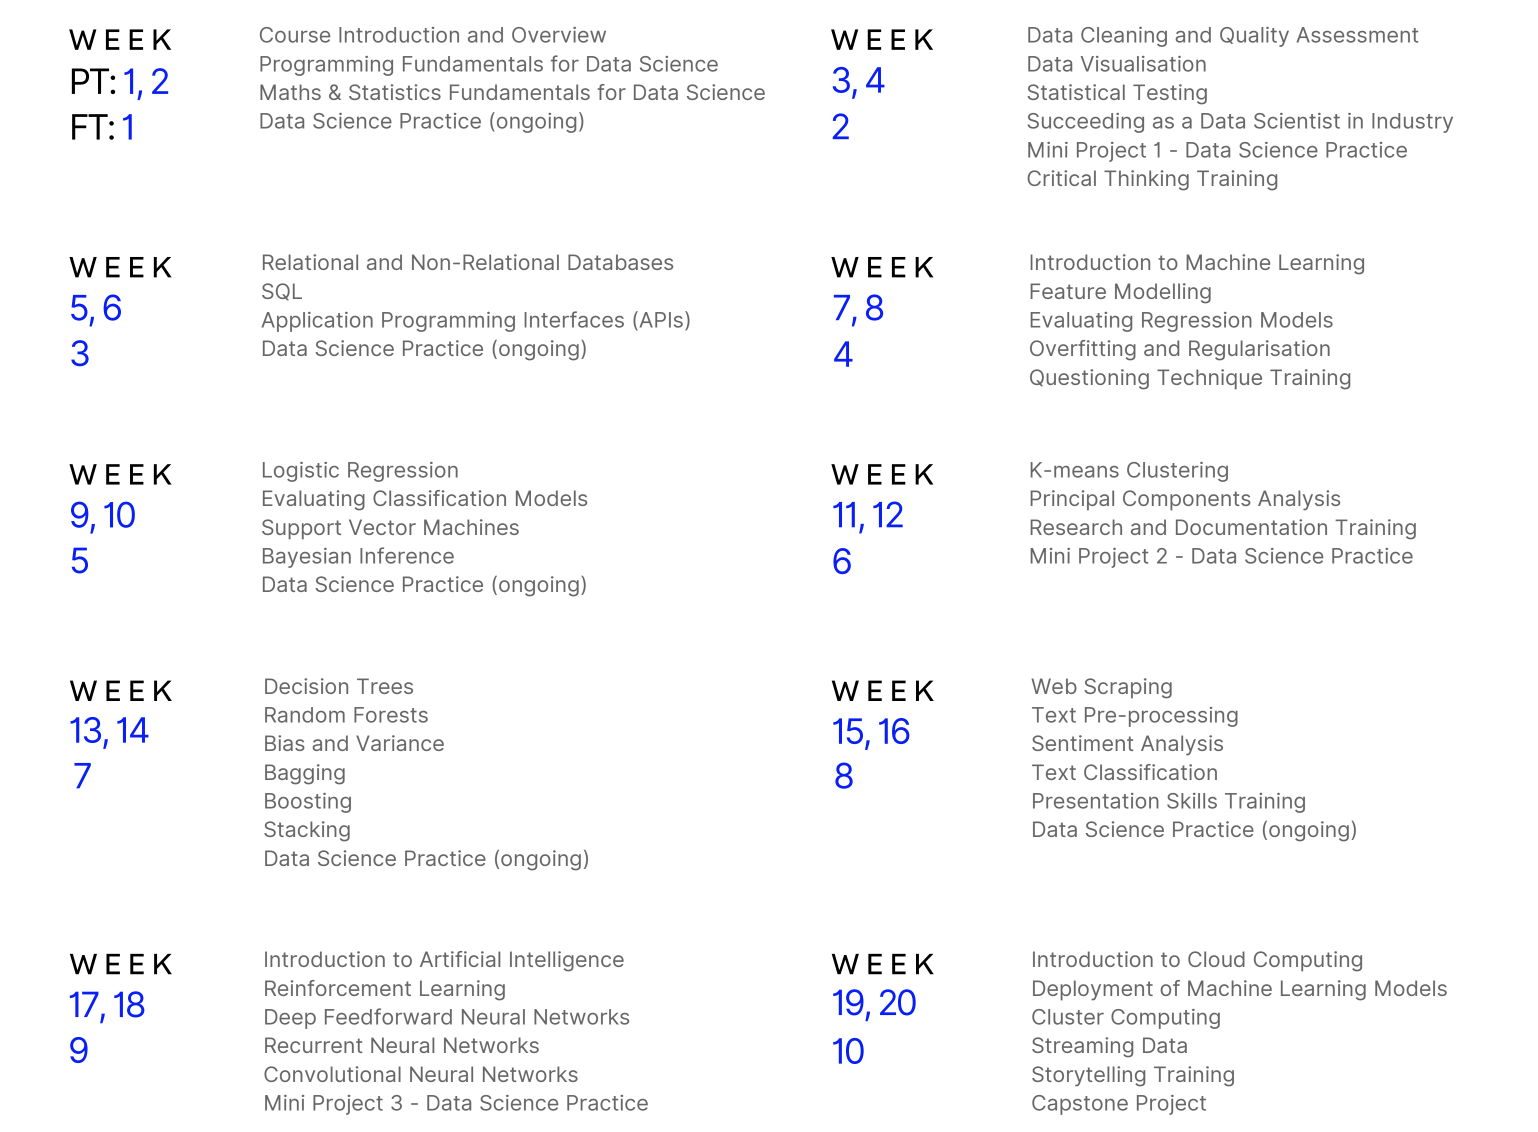 WEEK
PT: 1, 2
FT: 1
Course Introduction and Overview
Programming Fundamentals for Data Science
Maths & Statistics Fundamentals for Data Science
Data Science Practice (ongoing)
WEEK
3, 4
2
Data Cleaning and Quality Assessment
Data Visualisation
Statistical Testing
Succeeding as a Data Scientist in Industry
Mini Project 1 - Data Science Practice
Critical Thinking Training
WEEK
5, 6
3
Relational and Non-Relational Databases
SQL
Application Programming Interfaces (APIs)
Data Science Practice (ongoing)
WEEK
7, 8
4
Introduction to Machine Learning
Feature Modelling
Evaluating Regression Models
Overfitting and Regularisation
Questioning Technique Training
WEEK
9, 10
5
Logistic Regression
Evaluating Classification Models
Support Vector Machines
Bayesian Inference
Data Science Practice (ongoing)
WEEK
11, 12
6
K-means Clustering
Principal Components Analysis
Research and Documentation Training
Mini Project 2 - Data Science Practice
WEEK
13, 14
7
Decision Trees
Random Forests
Bias and Variance
Bagging
Boosting
Stacking
Data Science Practice (ongoing)
WEEK
15, 16
8
Web Scraping
Text Pre-processing
Sentiment Analysis
Text Classification
Presentation Skills Training
Data Science Practice (ongoing)
WEEK
17, 18
9
Introduction to Artificial Intelligence
Reinforcement Learning
Deep Feedforward Neural Networks
Recurrent Neural Networks
Convolutional Neural Networks
Mini Project 3 - Data Science Practice
WEEK
19, 20
10
Introduction to Cloud Computing
Deployment of Machine Learning Models
Cluster Computing
Streaming Data
Storytelling Training
Capstone Project